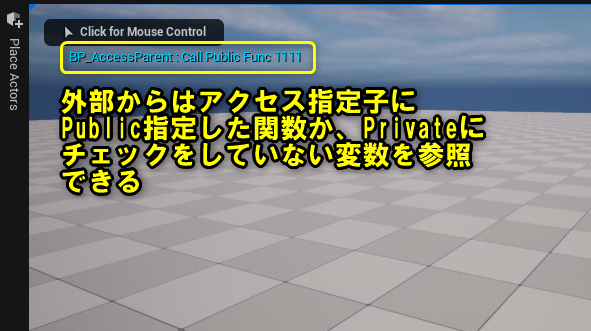 Place Actors
Click for Mouse Control
BP_AccessParent : Call Public Func 1111
外部からはアクセス指定子に
Public指定した関数か、Privateに
チェックをしていない変数を参照
できる